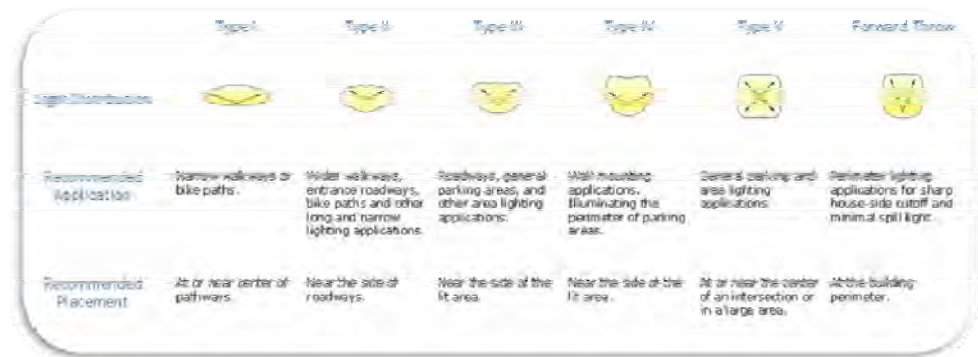 Type I Type II Type III Type IV Type V Forward Throw
Light Distribution
Recommended Application
Narrow walkways or
bike paths.
Wider walkways,
entrance roadways,
bike paths and other
long and narrow
lighting applications.
Roadways, general
parking areas, and
other area lighting
applications.
Wall mounting
applications.
Illuminating the
perimeter of parking
areas.
General parking and
area lighting
applications.
Perimeter lighting
applications for sharp
house-side cutoff and
minimal spill light.
Recommended
Placement
At or near center of
pathways.
Near the side of
roadways.
Near the side of the
lit area.
Near the side of the
lit area.
At or near the center
of an intersection or
in a large area.
At the building
perimeter.